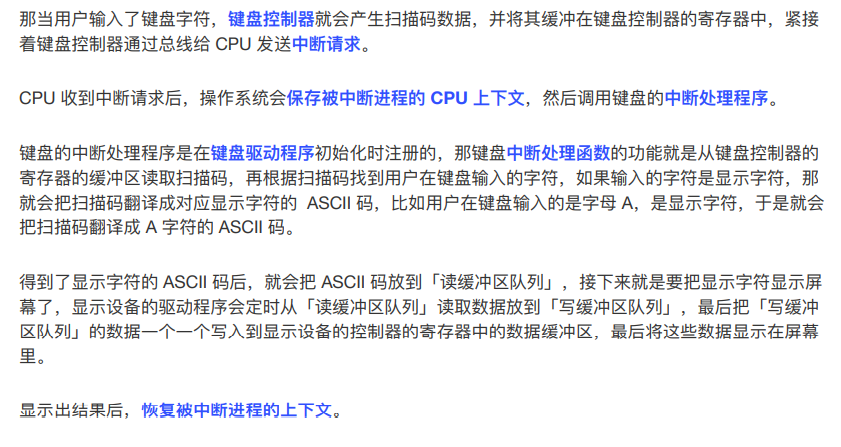 那当用户输入了键盘字符，键盘控制器就会产生扫描码数据，并将其缓冲在键盘控制器的寄存器中，紧接
着键盘控制器通过总线给 CPU 发送中断请求。
CPU 收到中断请求后，操作系统会保存被中断进程的 CPU 上下文，然后调用键盘的中断处理程序。
键盘的中断处理程序是在键盘驱动程序初始化时注册的，那键盘中断处理函数的功能就是从键盘控制器的
寄存器的缓冲区读取扫描码，再根据扫描码找到用户在键盘输入的字符，如果输入的字符是显示字符，那
就会把扫描码翻译成对应显示字符的 ASCII 码，比如用户在键盘输入的是字母 A，是显示字符，于是就会
把扫描码翻译成 A 字符的 ASCII 码。
得到了显示字符的 ASCII 码后，就会把 ASCII 码放到「读缓冲区队列」，接下来就是要把显示字符显示屏
幕了，显示设备的驱动程序会定时从「读缓冲区队列」读取数据放到「写缓冲区队列」，最后把「写缓冲
区队列」的数据一个一个写入到显示设备的控制器的寄存器中的数据缓冲区，最后将这些数据显示在屏幕
里。
显示出结果后，恢复被中断进程的上下文。